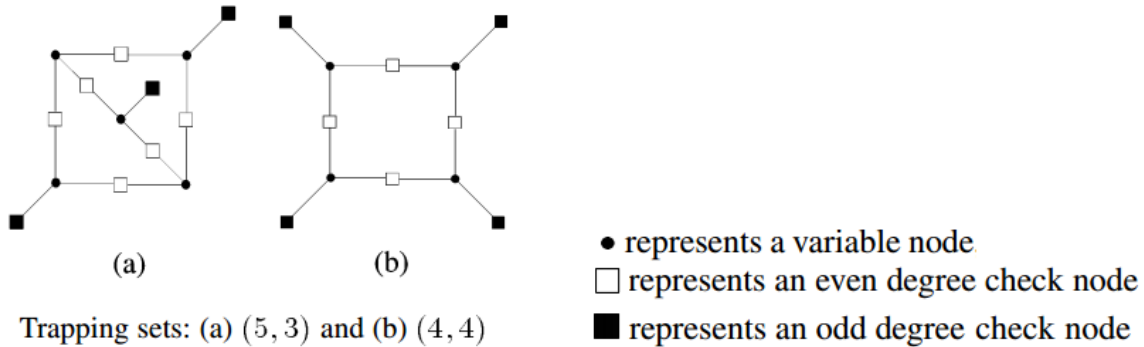 (a)
(b)
Trapping sets: (a) (5, 3) and (b) (4, 4)
● represents a variable node
□ represents an even degree check node
■ represents an odd degree check node